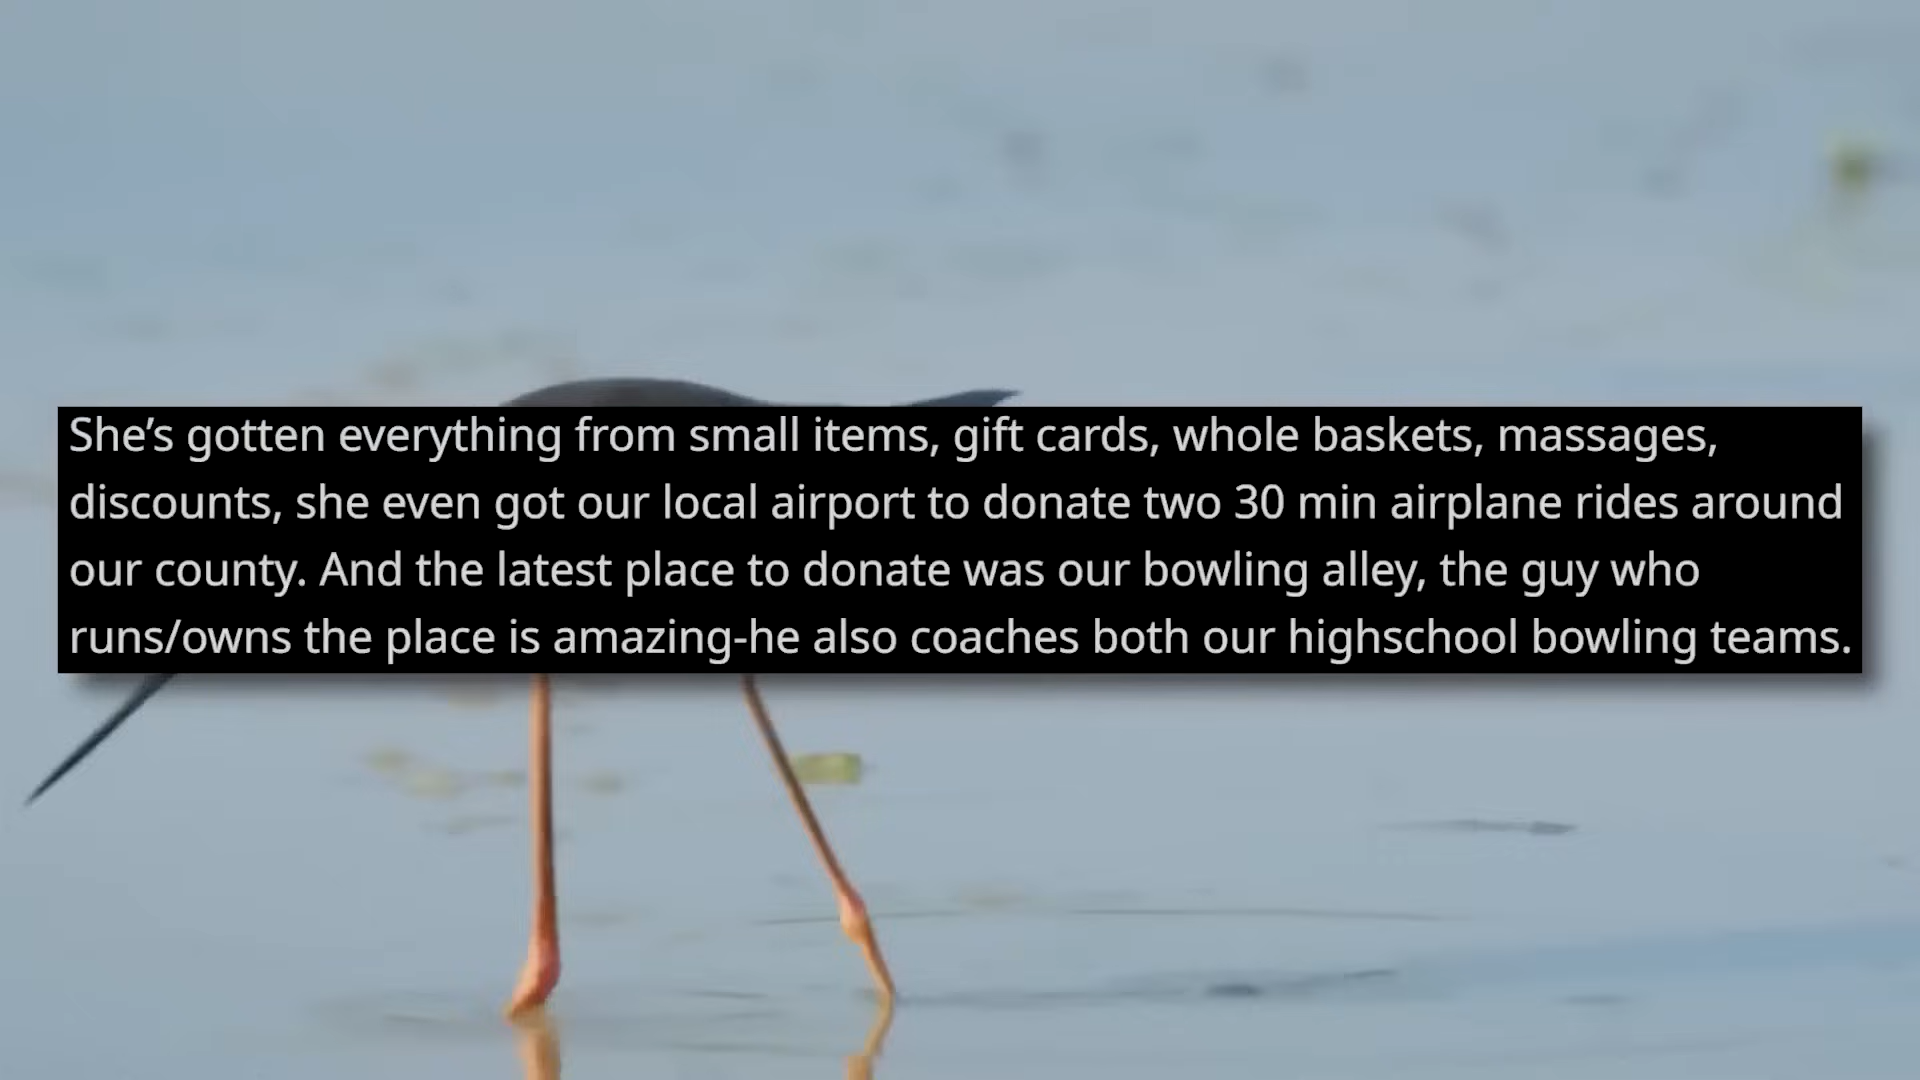 She’s gotten everything from small items, gift cards, whole baskets, massages,
discounts, she even got our local airport to donate two 30 min airplane rides around
our county. And the latest place to donate was our bowling alley, the guy who
runs/owns the place is amazing-he also coaches both our highschool bowling teams.